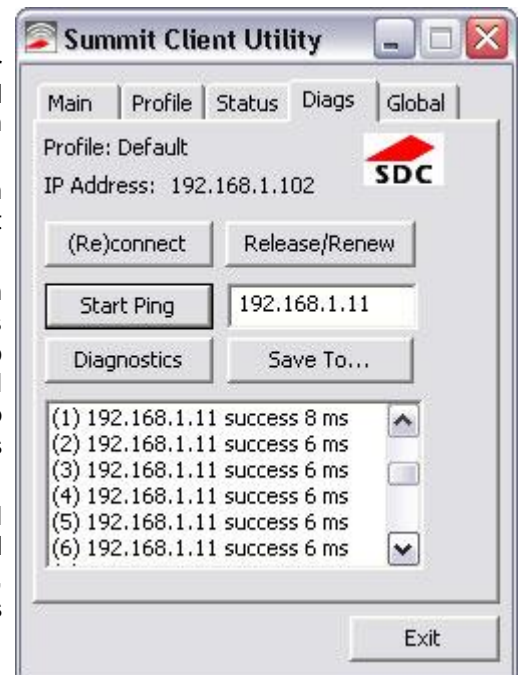 Summit Client Utility
Main Profile Status Diags Global
Profile: Default
SDC
IP Address: 192.168.1.102
(Re)connect Release/Renew
Start Ping 192.168.1.11
Diagnostics Save To...
(1) 192.168.1.11 success 8 ms
(2) 192.168.1.11 success 6 ms
(3) 192.168.1.11 success 6 ms
(4) 192.168.1.11 success 6 ms
(5) 192.168.1.11 success 6 ms
(6) 192.168.1.11 success 6 ms
Exit